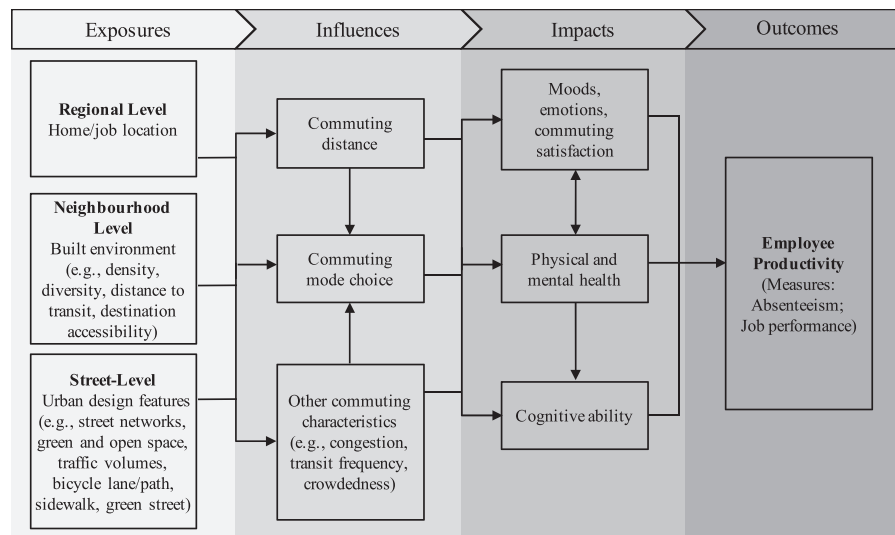 Exposures
Influences
Impacts
Outcomes
Regional Level
Home/job location
Neighbourhood
Level
Built environment
(e.g., density,
diversity, distance to
transit, destination
accessibility)
Street-Level
Urban design features
(e.g., street networks,
green and open space,
traffic volumes,
bicycle lane/path,
sidewalk, green street)
Commuting
distance
Commuting
mode choice
Other commuting
characteristics
(e.g., congestion,
transit frequency,
crowdedness)
Moods,
emotions,
commuting
satisfaction
Physical and
mental health
Cognitive ability
Employee
Productivity
(Measures:
Absenteeism;
Job performance)